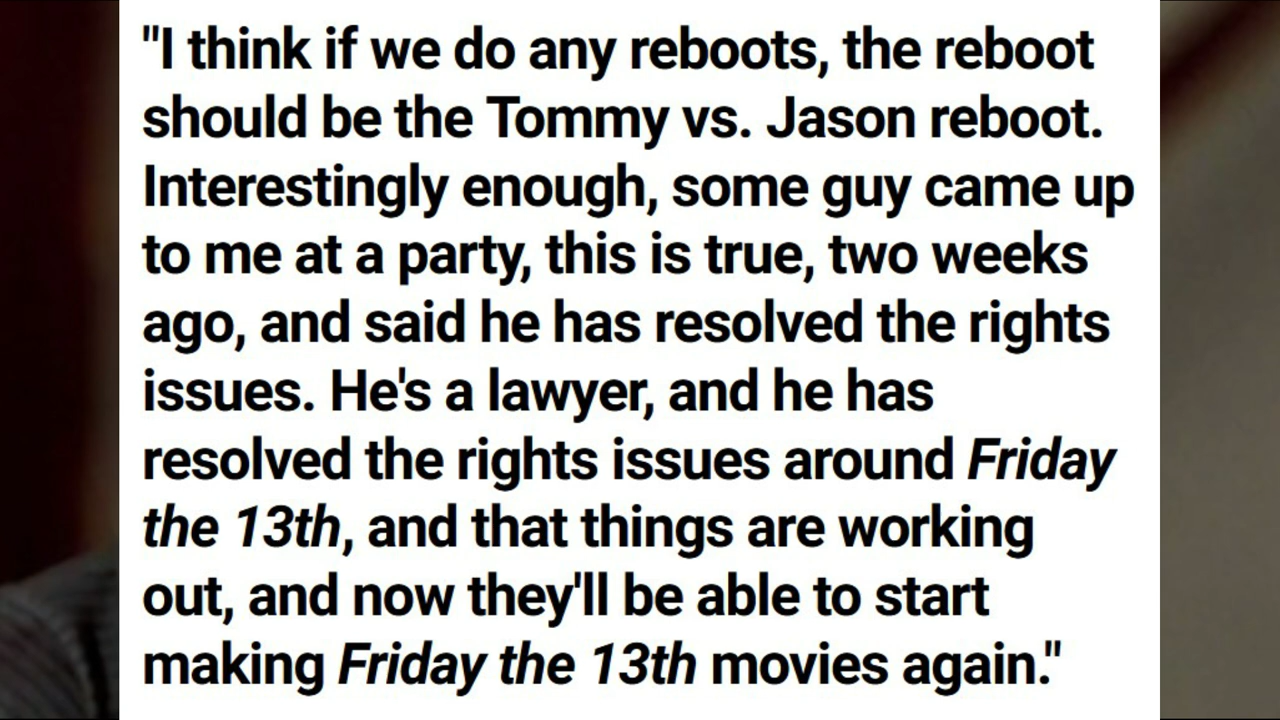 "I think if we do any reboots, the reboot
should be the Tommy vs. Jason reboot.
Interestingly enough, some guy came up
to me at a party, this is true, two weeks
ago, and said he has resolved the rights
issues. He's a lawyer, and he has
resolved the rights issues around Friday
the 13th, and that things are working
out, and now they'll be able to start
making Friday the 13th movies again."